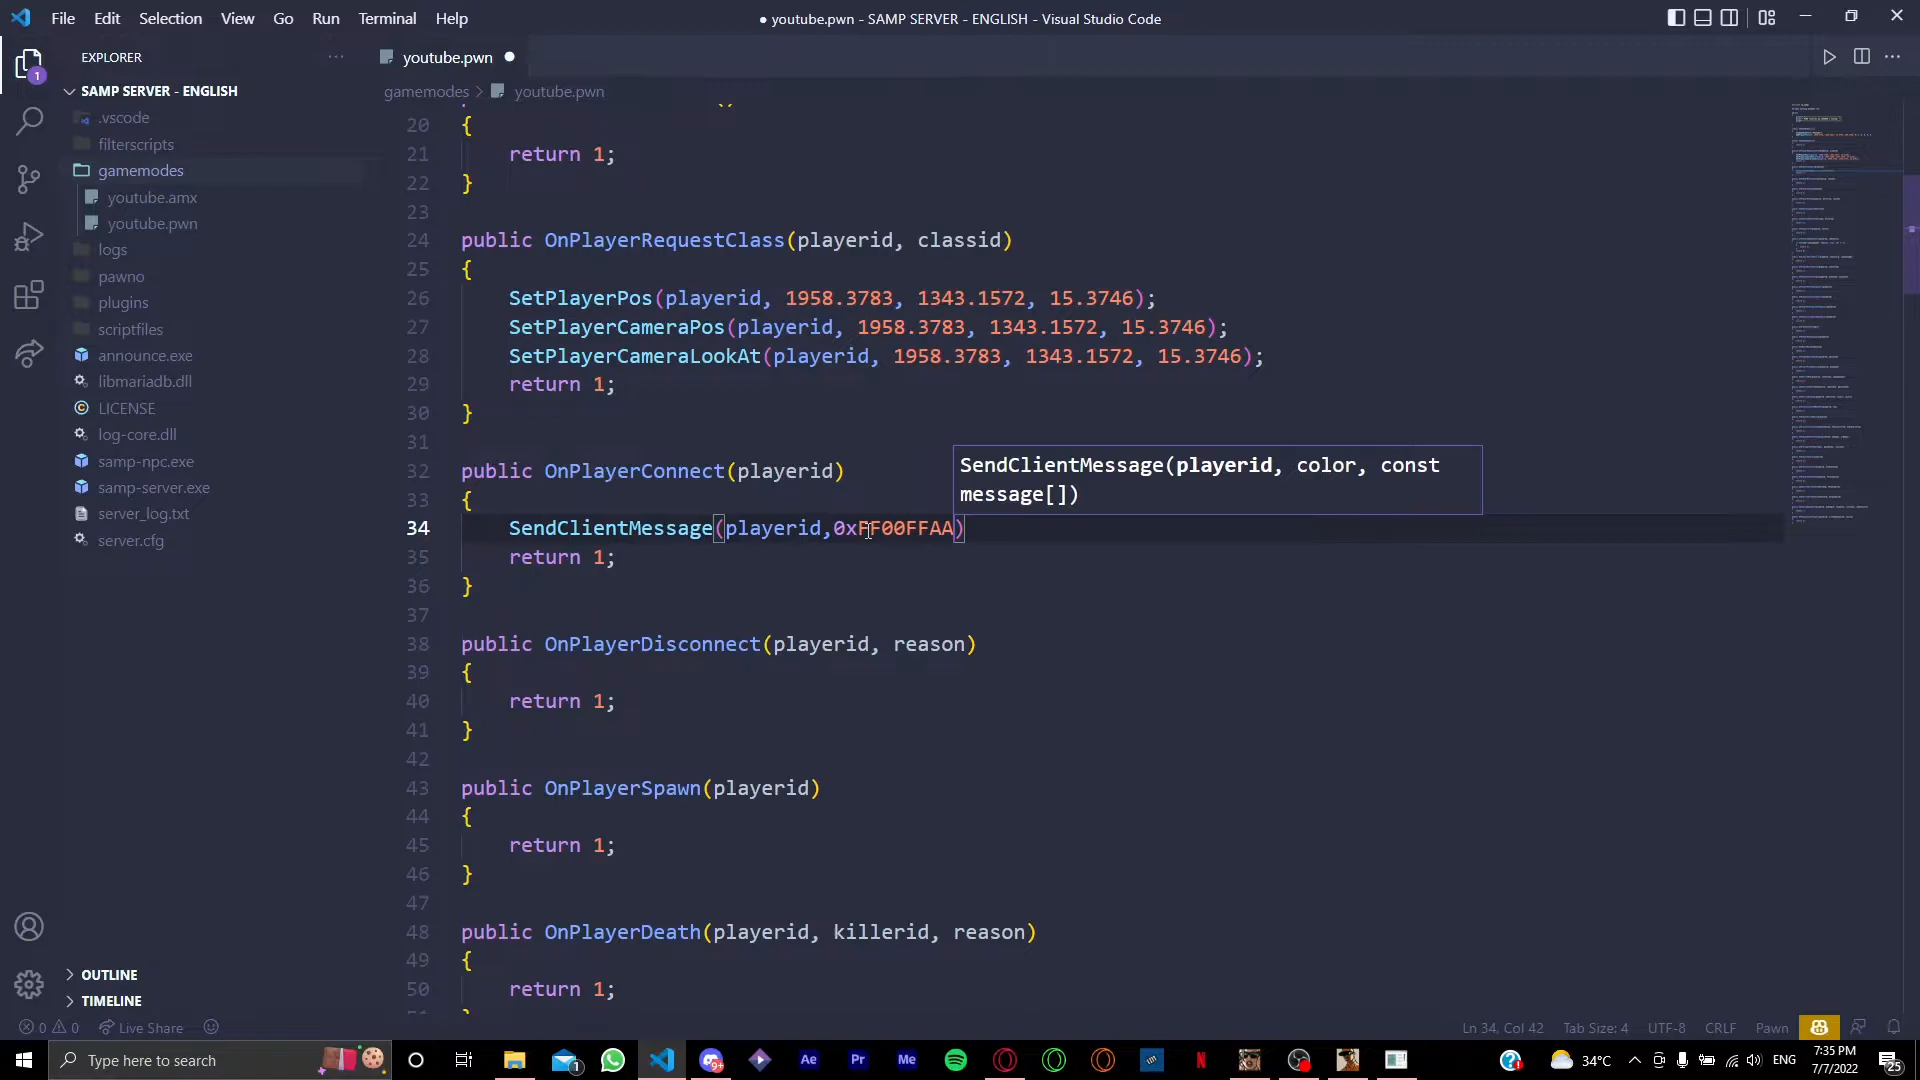 File Edit Selection View Go Run Terminal Help
● youtube.pwn - SAMP SERVER - ENGLISH - Visual Studio Code
EXPLORER
1
SAMP SERVER - ENGLISH
.vscode
filterscripts
gamemodes
youtube.amx
youtube.pwn
logs
pawno
plugins
scriptfiles
announce.exe
libmariadb.dll
LICENSE
log-core.dll
samp-npc.exe
samp-server.exe
server_log.txt
server.cfg
OUTLINE
TIMELINE
youtube.pwn
gamemodes > youtube.pwn
20 {
21 return 1;
22 }
23
24 public OnPlayerRequestClass(playerid, classid)
25 {
26 SetPlayerPos(playerid, 1958.3783, 1343.1572, 15.3746);
27 SetPlayerCameraPos(playerid, 1958.3783, 1343.1572, 15.3746);
28 SetPlayerCameraLookAt(playerid, 1958.3783, 1343.1572, 15.3746);
29 return 1;
30 }
31
32 public OnPlayerConnect(playerid)
33 {
34 SendClientMessage(playerid,0xFF00FFAA)
35 return 1;
36 }
37
38 public OnPlayerDisconnect(playerid, reason)
39 {
40 return 1;
41 }
42
43 public OnPlayerSpawn(playerid)
44 {
45 return 1;
46 }
47
48 public OnPlayerDeath(playerid, killerid, reason)
49 {
50 return 1;
SendClientMessage(playerid, color, const
message[])
0 0 Live Share
Ln 34, Col 42 Tab Size: 4 UTF-8 CRLF Pawn
Type here to search
1
9+
Ae
Pr
Me
N
34°C
ENG
7:35 PM
7/7/2022
25